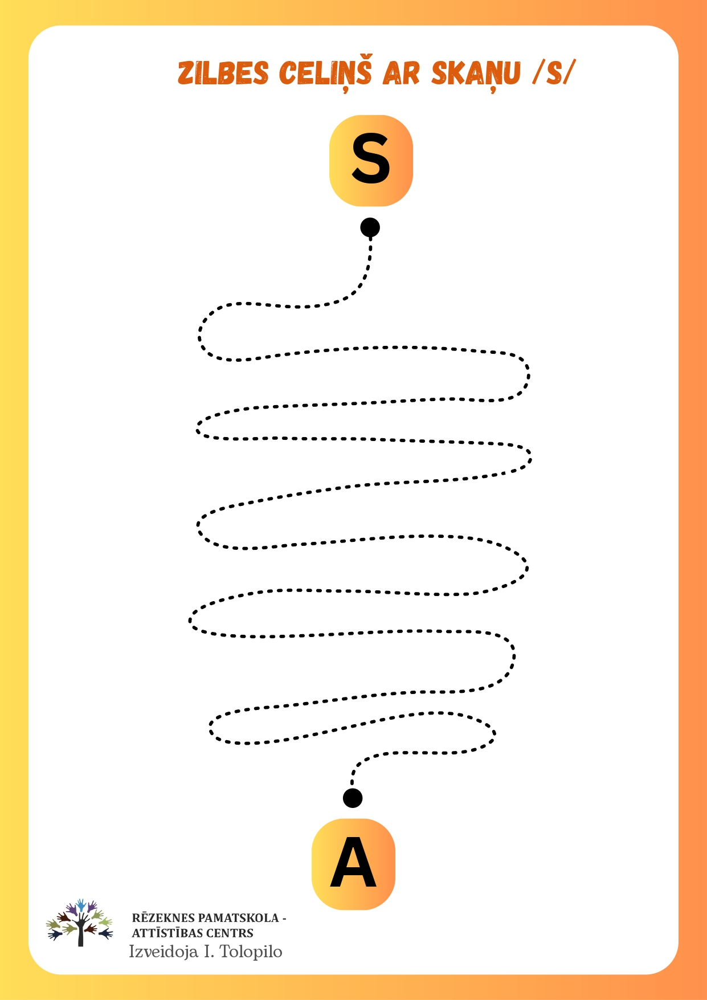 ZILBES CELIŅŠ AR SKAŅU /S/
S
A
RĒZEKNES PAMATSKOLA -
ATTĪSTĪBAS CENTRS
Izveidoja I. Tolopilo